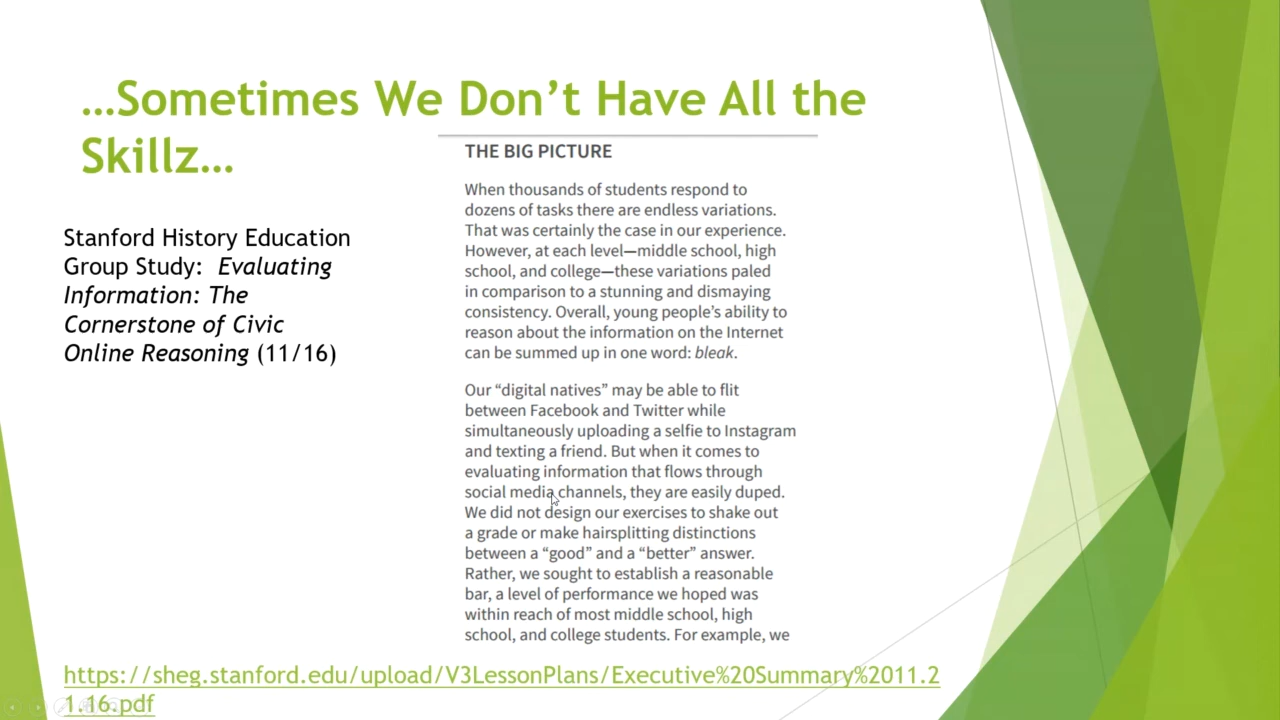 …Sometimes We Don’t Have All the
Skillz…
Stanford History Education
Group Study:  Evaluating
Information: The
Cornerstone of Civic
Online Reasoning (11/16)
THE BIG PICTURE
When thousands of students respond to
dozens of tasks there are endless variations.
That was certainly the case in our experience.
However, at each level—middle school, high
school, and college—these variations paled
in comparison to a stunning and dismaying
consistency. Overall, young people’s ability to
reason about the information on the Internet
can be summed up in one word: bleak.
Our “digital natives” may be able to flit
between Facebook and Twitter while
simultaneously uploading a selfie to Instagram
and texting a friend. But when it comes to
evaluating information that flows through
social media channels, they are easily duped.
We did not design our exercises to shake out
a grade or make hairsplitting distinctions
between a “good” and a “better” answer.
Rather, we sought to establish a reasonable
bar, a level of performance we hoped was
within reach of most middle school, high
school, and college students. For example, we
https://sheg.stanford.edu/upload/V3LessonPlans/Executive%20Summary%2011.2
1.16.pdf